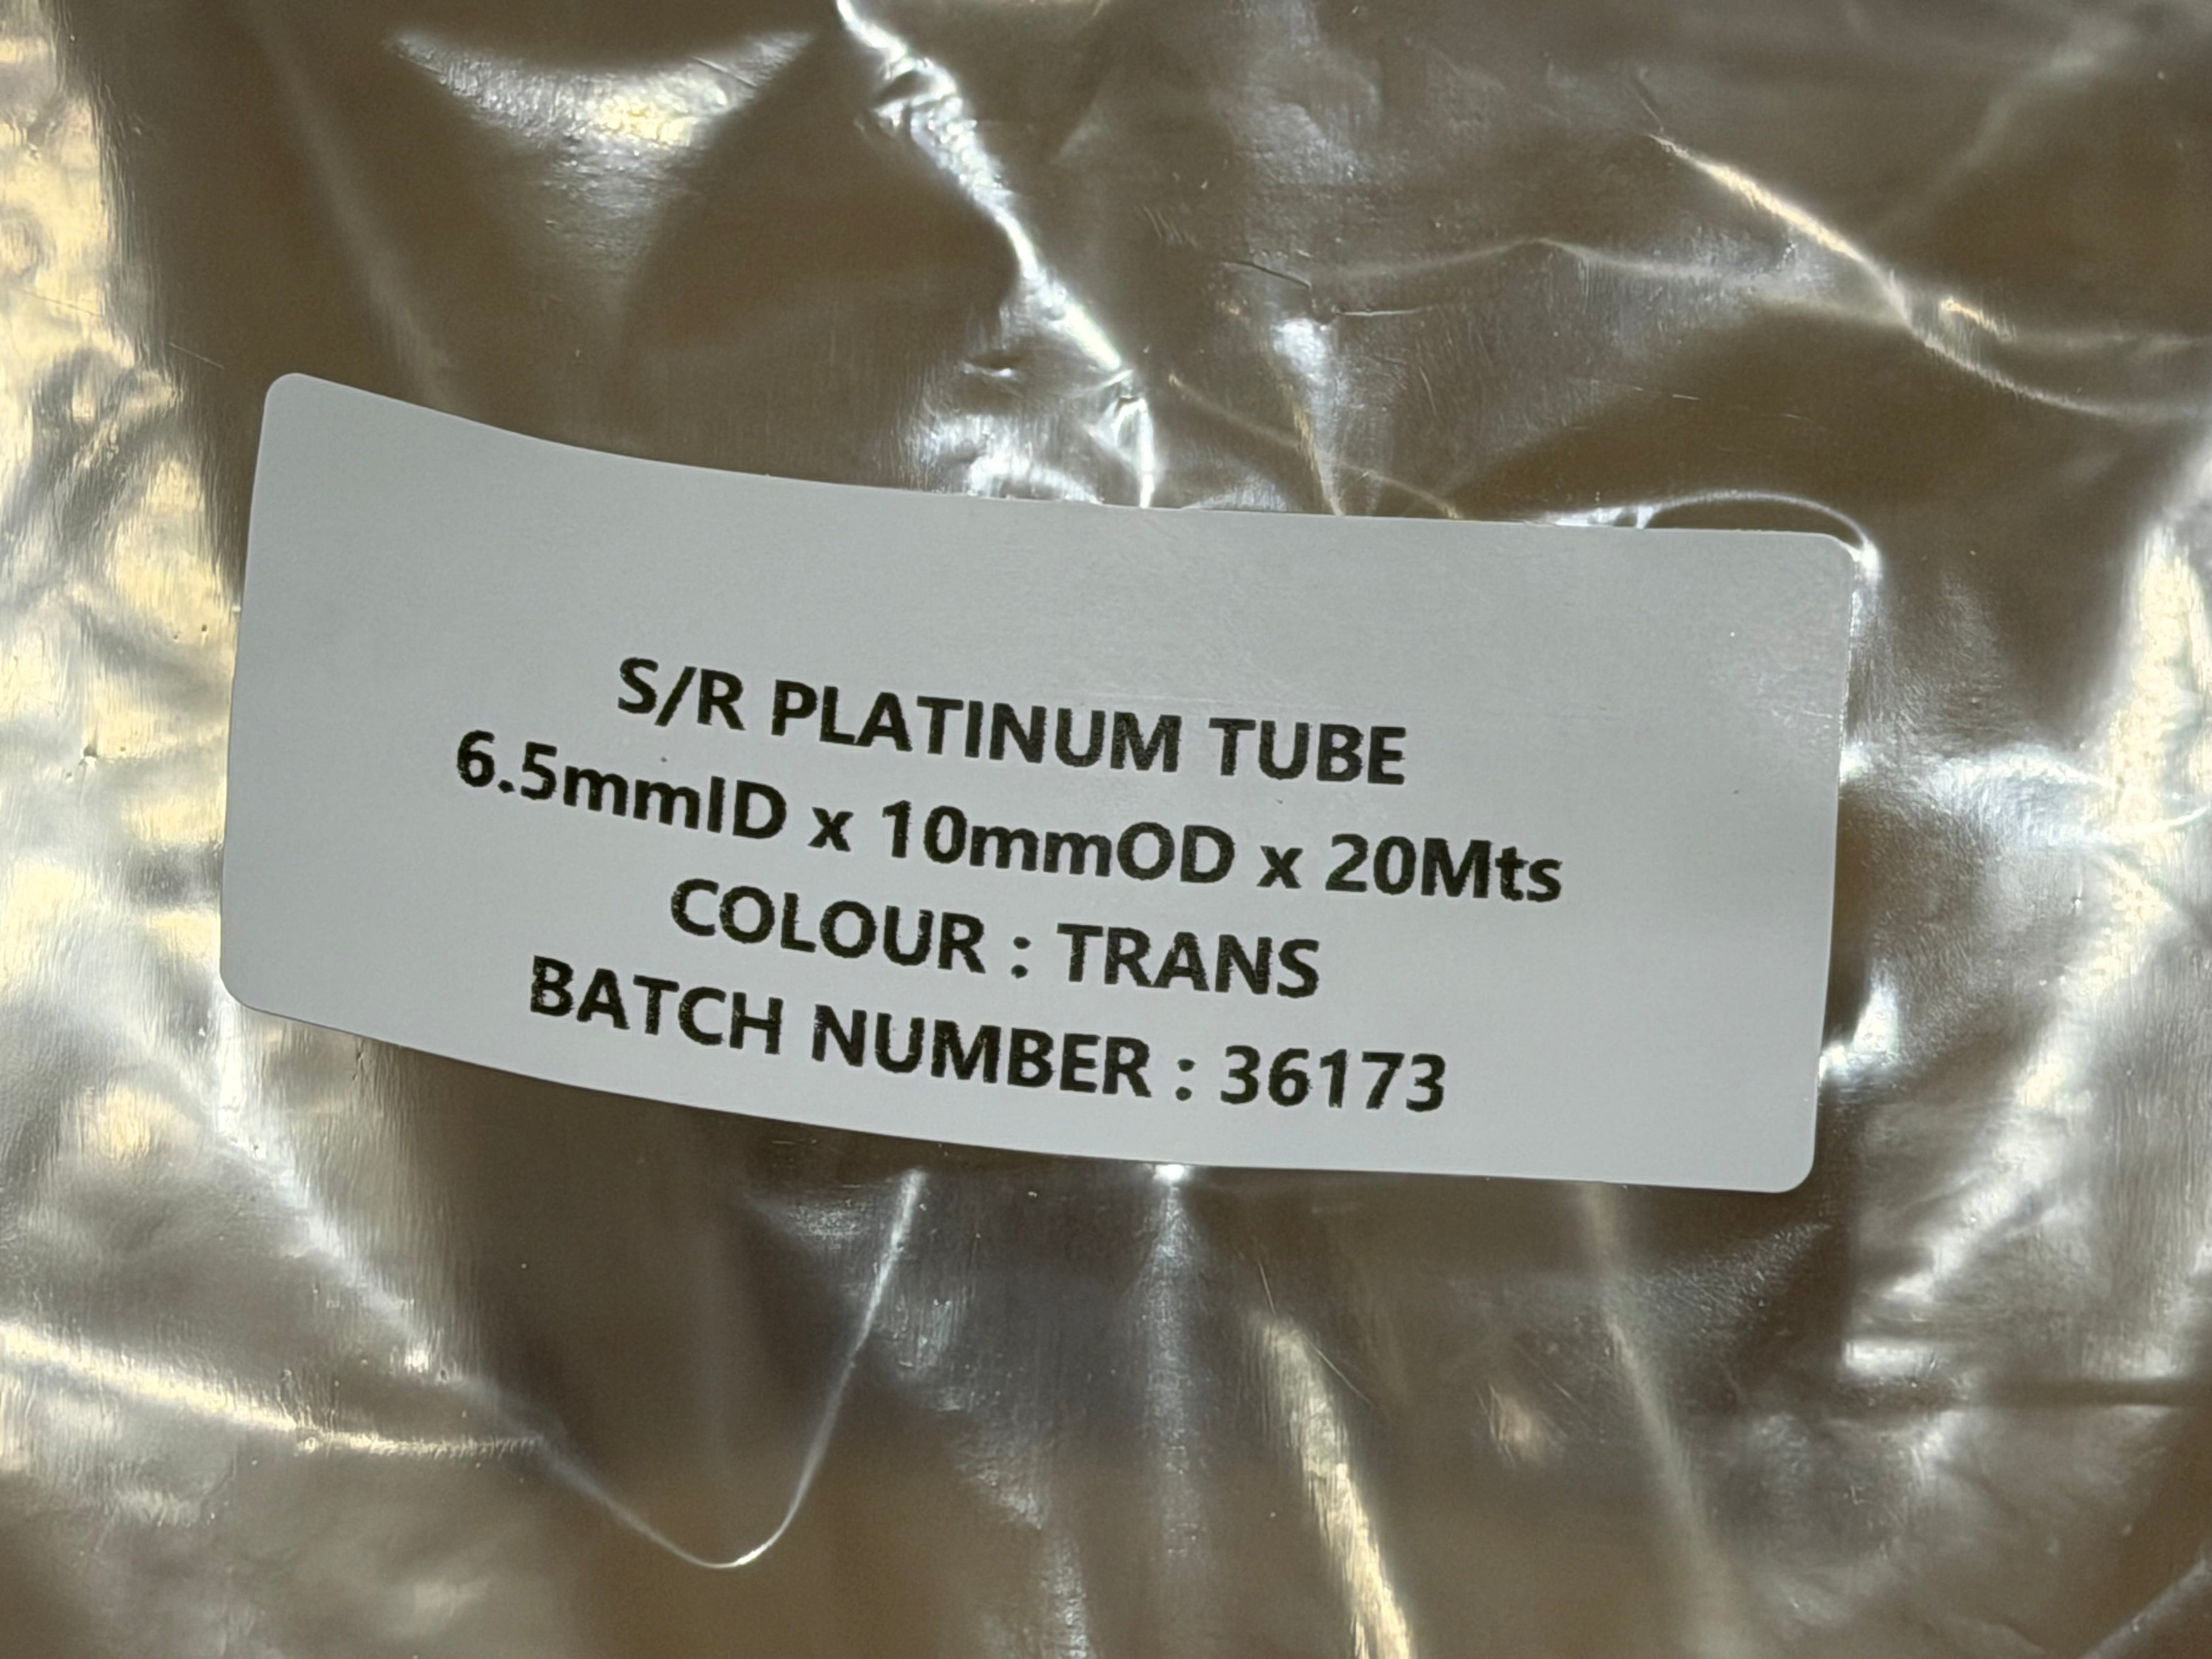 S/R PLATINUM TUBE
6.5mmID x 10mmOD x 20Mts
COLOUR : TRANS
BATCH NUMBER : 36173